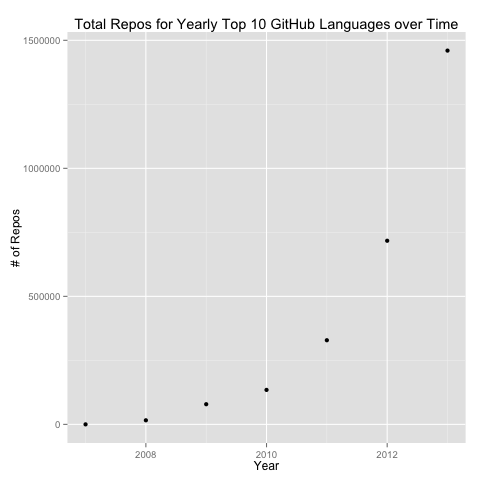 Total Repos for Yearly Top 10 GitHub Languages over Time
1500000
1000000
500000
0
# of Repos
2008
2010
2012
Year